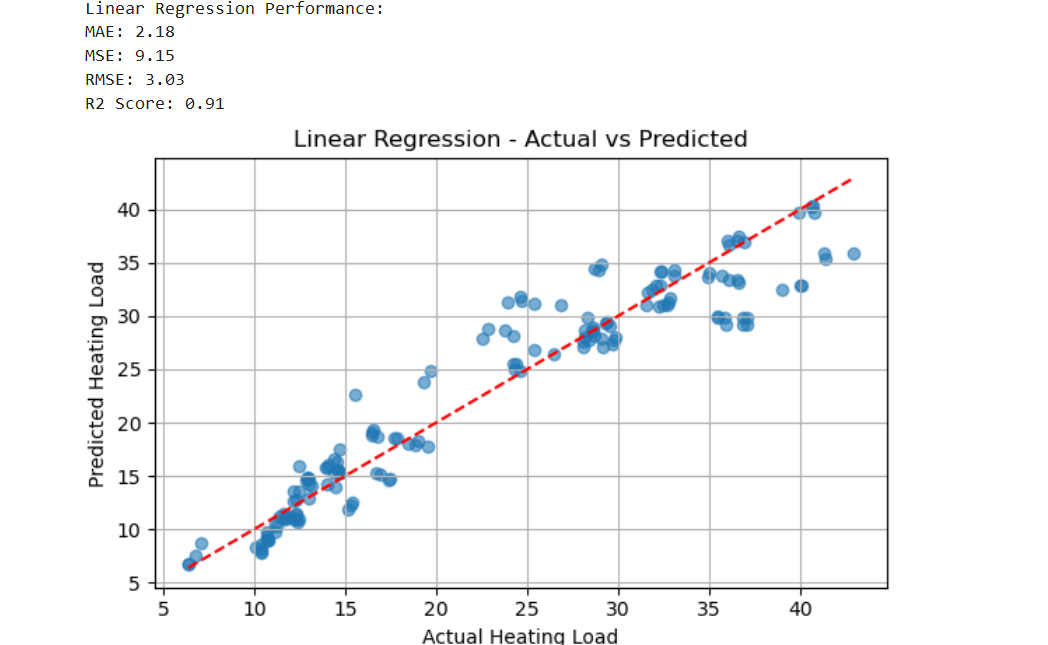 Linear Regression Performance:
MAE: 2.18
MSE: 9.15
RMSE: 3.03
R2 Score: 0.91
Linear Regression - Actual vs Predicted
Predicted Heating Load
40
35
30
25
20
15
10
5
5 10 15 20 25 30 35 40
Actual Heating Load